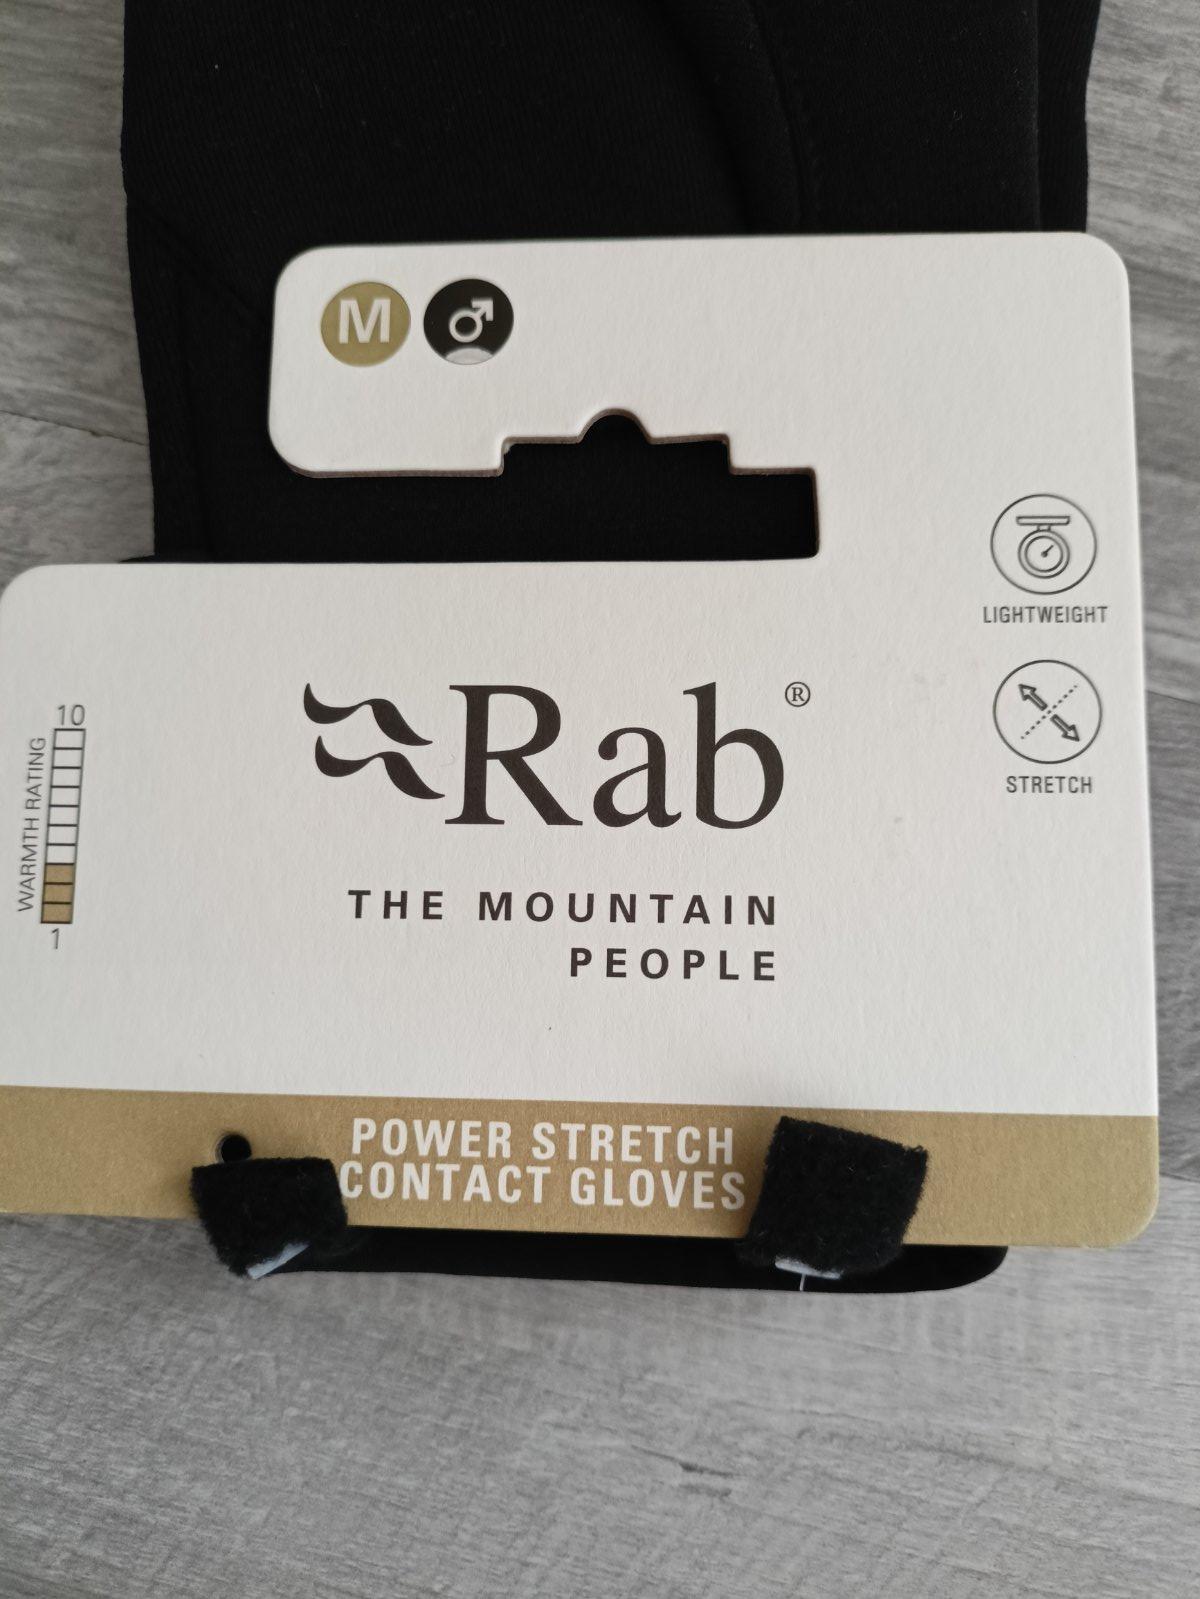 M
LIGHTWEIGHT
STRETCH
10
WARMTH RATING
1
Rab®
THE MOUNTAIN
PEOPLE
POWER STRETCH
CONTACT GLOVES